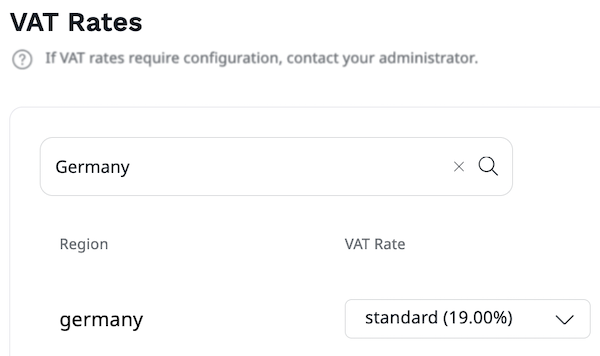 VAT Rates
If VAT rates require configuration, contact your administrator.
Germany
Region VAT Rate
germany standard (19.00%)